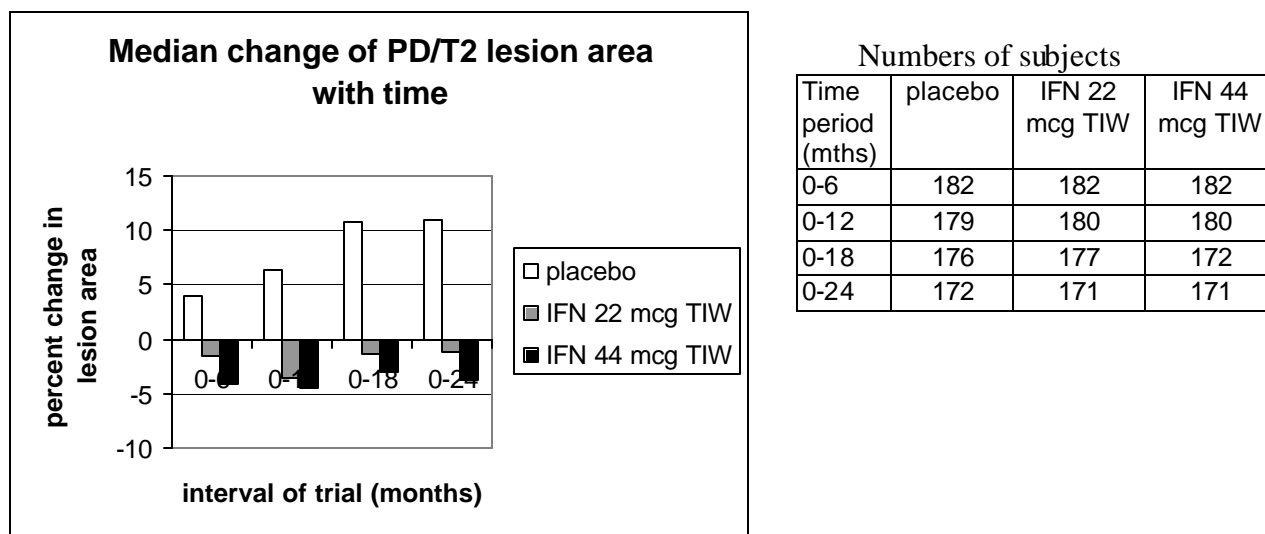 Median change of PD/T2 lesion area
with time
percent change in
lesion area
15
10
5
0
-5
-10
0-6
0-18
0-24
interval of trial (months)
placebo
IFN 22 mcg TIW
IFN 44 mcg TIW
Numbers of subjects
Time period (mths) placebo IFN 22 mcg TIW IFN 44 mcg TIW
0-6 182 182 182
0-12 179 180 180
0-18 176 177 172
0-24 172 171 171